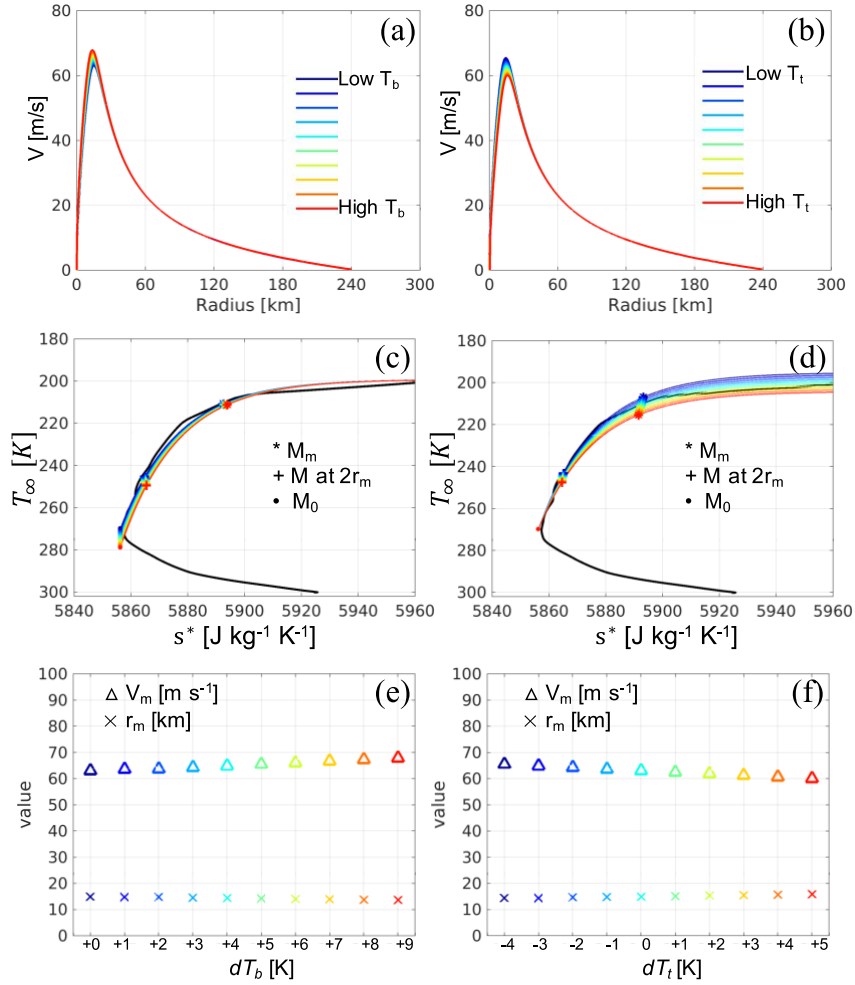 (a)
V [m/s]
80
60
40
20
0
Low T_b
High T_b
0 60 120 180 240 300
Radius [km]
(b)
V [m/s]
80
60
40
20
0
Low T_t
High T_t
0 60 120 180 240 300
Radius [km]
(c)
T_∞ [K]
180
200
220
240
260
280
300
* M_m
+ M at 2r_m
• M_0
5840 5860 5880 5900 5920 5940 5960
s* [J kg⁻¹ K⁻¹]
(d)
T_∞ [K]
180
200
220
240
260
280
300
* M_m
+ M at 2r_m
• M_0
5840 5860 5880 5900 5920 5940 5960
s* [J kg⁻¹ K⁻¹]
(e)
value
100
90
80
70
60
50
40
30
20
10
0
△ V_m [m s⁻¹]
× r_m [km]
+0 +1 +2 +3 +4 +5 +6 +7 +8 +9
dT_b [K]
(f)
value
100
90
80
70
60
50
40
30
20
10
0
△ V_m [m s⁻¹]
× r_m [km]
-4 -3 -2 -1 0 +1 +2 +3 +4 +5
dT_t [K]